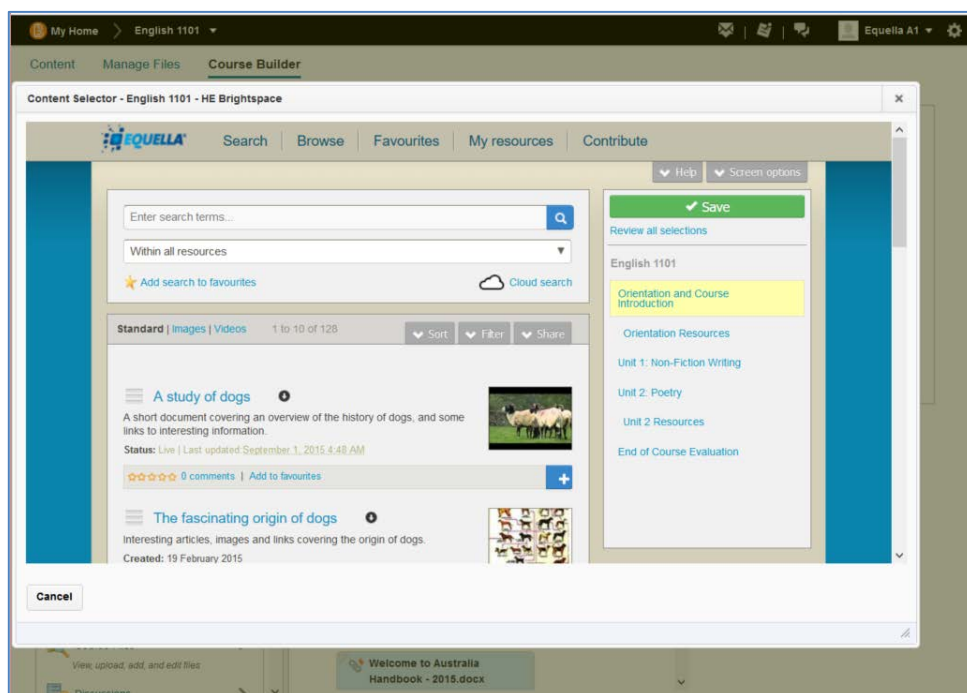 My Home
English 1101
Equella A1
Content
Manage Files
Course Builder
Content Selector - English 1101 - HE Brightspace
EQUELLA
Search
Browse
Favourites
My resources
Contribute
Help
Screen options
Enter search terms...
Within all resources
Add search to favourites
Cloud search
Save
Review all selections
English 1101
Orientation and Course
Introduction
Orientation Resources
Unit 1: Non-Fiction Writing
Unit 2: Poetry
Unit 2 Resources
End of Course Evaluation
Standard | Images | Videos
1 to 10 of 128
Sort
Filter
Share
A study of dogs
A short document covering an overview of the history of dogs, and some
links to interesting information.
Status: Live | Last updated September 1, 2015 4:48 AM
0 comments | Add to favourites
The fascinating origin of dogs
Interesting articles, images and links covering the origin of dogs.
Created: 19 February 2015
Cancel
View, upload, add, and edit files
Discussions
Welcome to Australia
Handbook - 2015.docx